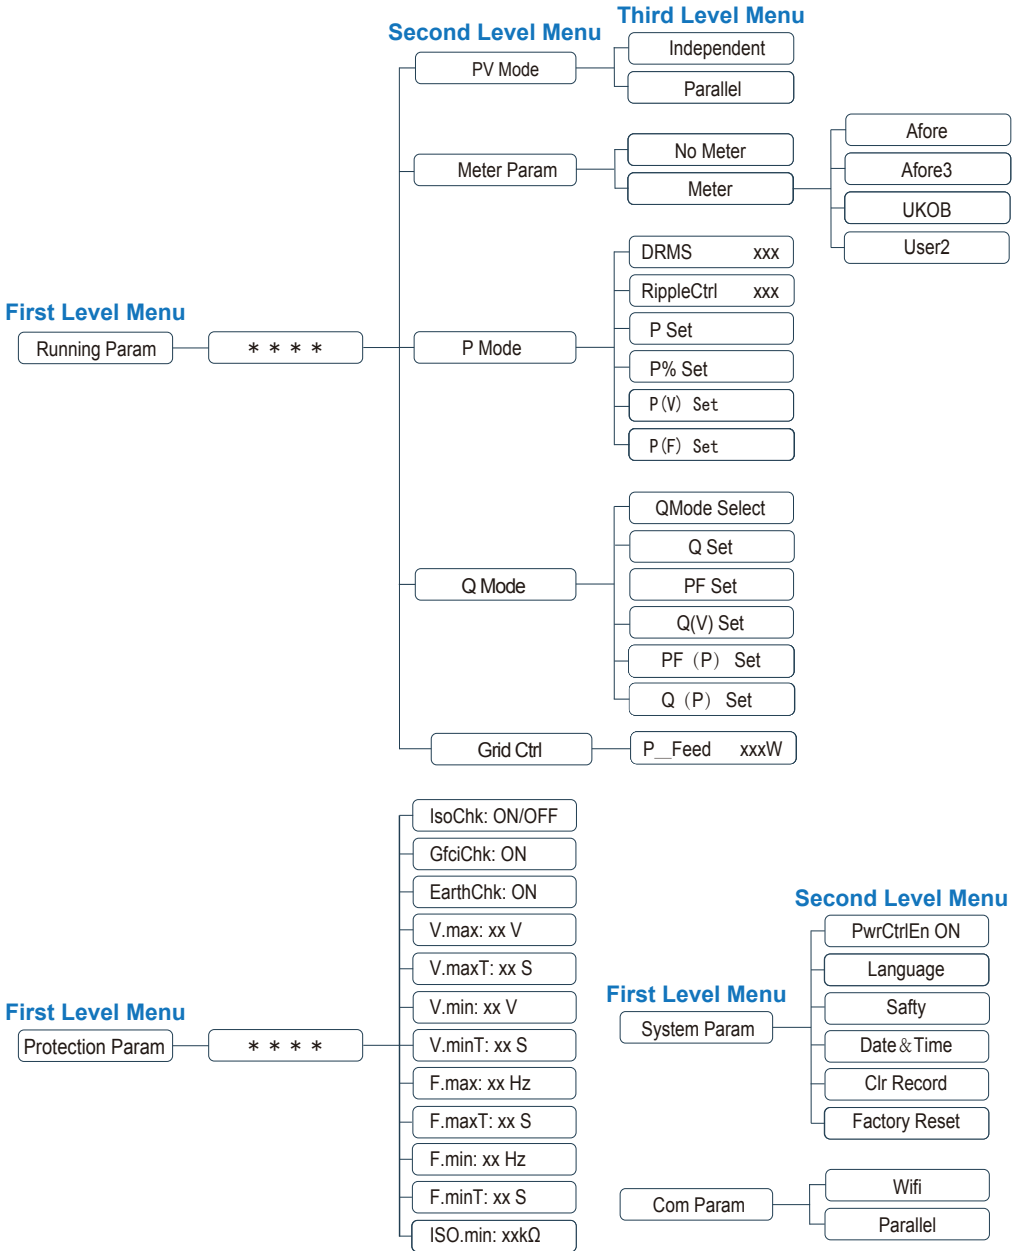 Third Level Menu
Second Level Menu
Independent
PV Mode
Parallel
Afore
No Meter
Meter Param
Afore3
Meter
UKOB
User2
DRMS xxx
RippleCtrl xxx
First Level Menu
P Set
Running Param
* * * *
P Mode
P% Set
P(V) Set
P(F) Set
QMode Select
Q Set
Q Mode
PF Set
Q(V) Set
PF（P） Set
Q（P） Set
Grid Ctrl
P__Feed xxxW
IsoChk: ON/OFF
GfciChk: ON
EarthChk: ON
V.max: xx V
V.maxT: xx S
V.min: xx V
First Level Menu
Protection Param
* * * *
V.minT: xx S
F.max: xx Hz
F.maxT: xx S
F.min: xx Hz
F.minT: xx S
ISO.min: xxkΩ
Second Level Menu
PwrCtrlEn ON
Language
First Level Menu
Safty
System Param
Date&Time
Clr Record
Factory Reset
Wifi
Com Param
Parallel